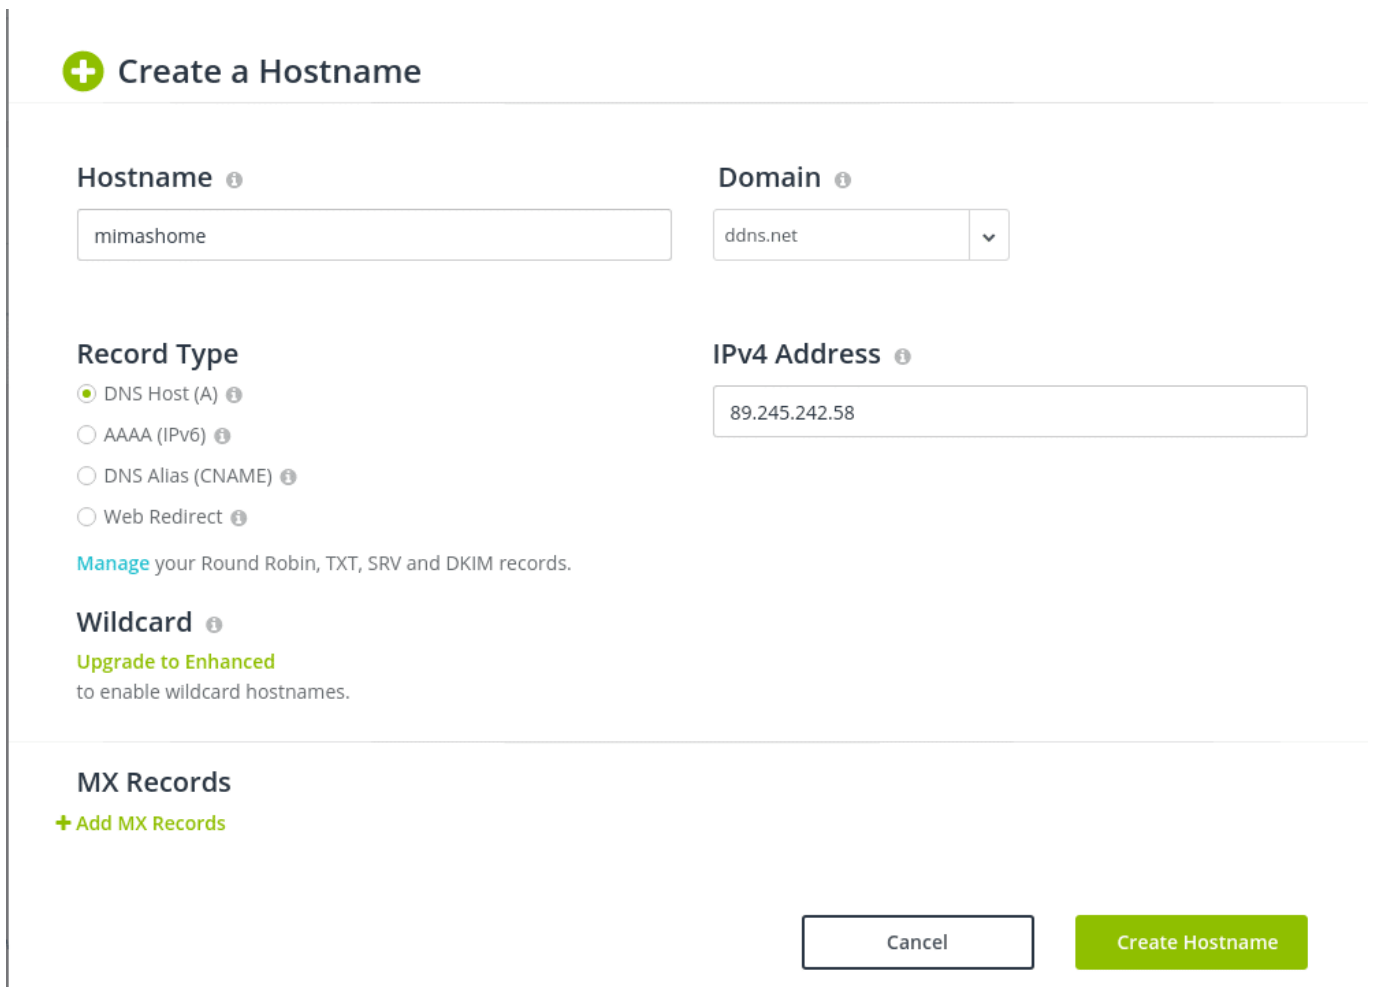 Create a Hostname
Hostname
Domain
mimashome
ddns.net
Record Type
IPv4 Address
DNS Host (A)
89.245.242.58
AAAA (IPv6)
DNS Alias (CNAME)
Web Redirect
Manage your Round Robin, TXT, SRV and DKIM records.
Wildcard
Upgrade to Enhanced
to enable wildcard hostnames.
MX Records
+ Add MX Records
Cancel
Create Hostname